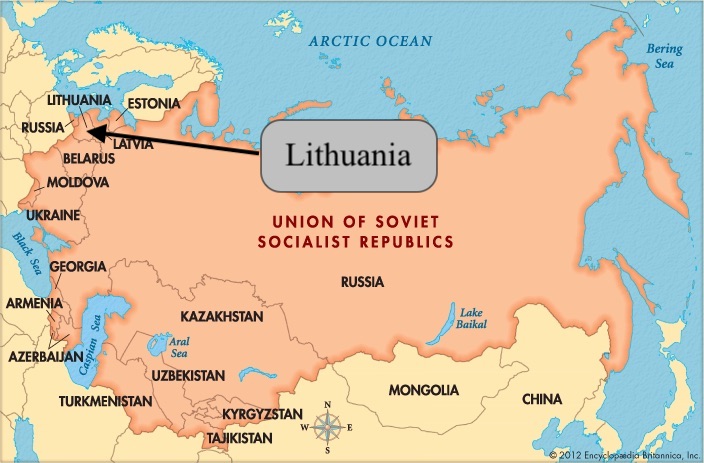 ARCTIC OCEAN
Bering
Sea
LITHUANIA
ESTONIA
RUSSIA
LATVIA
Lithuania
BELARUS
MOLDOVA
UKRAINE
UNION OF SOVIET
SOCIALIST REPUBLICS
Black Sea
GEORGIA
RUSSIA
ARMENIA
KAZAKHSTAN
Lake
Baikal
Caspian Sea
Aral
Sea
AZERBAIJAN
UZBEKISTAN
MONGOLIA
CHINA
TURKMENISTAN
KYRGYZSTAN
TAJIKISTAN
N
W
E
S
© 2012 Encyclopædia Britannica, Inc.